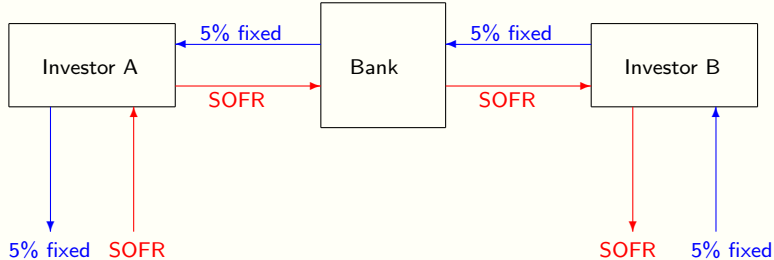 5% fixed
5% fixed
Investor A
Bank
Investor B
SOFR
SOFR
5% fixed
SOFR
SOFR
5% fixed